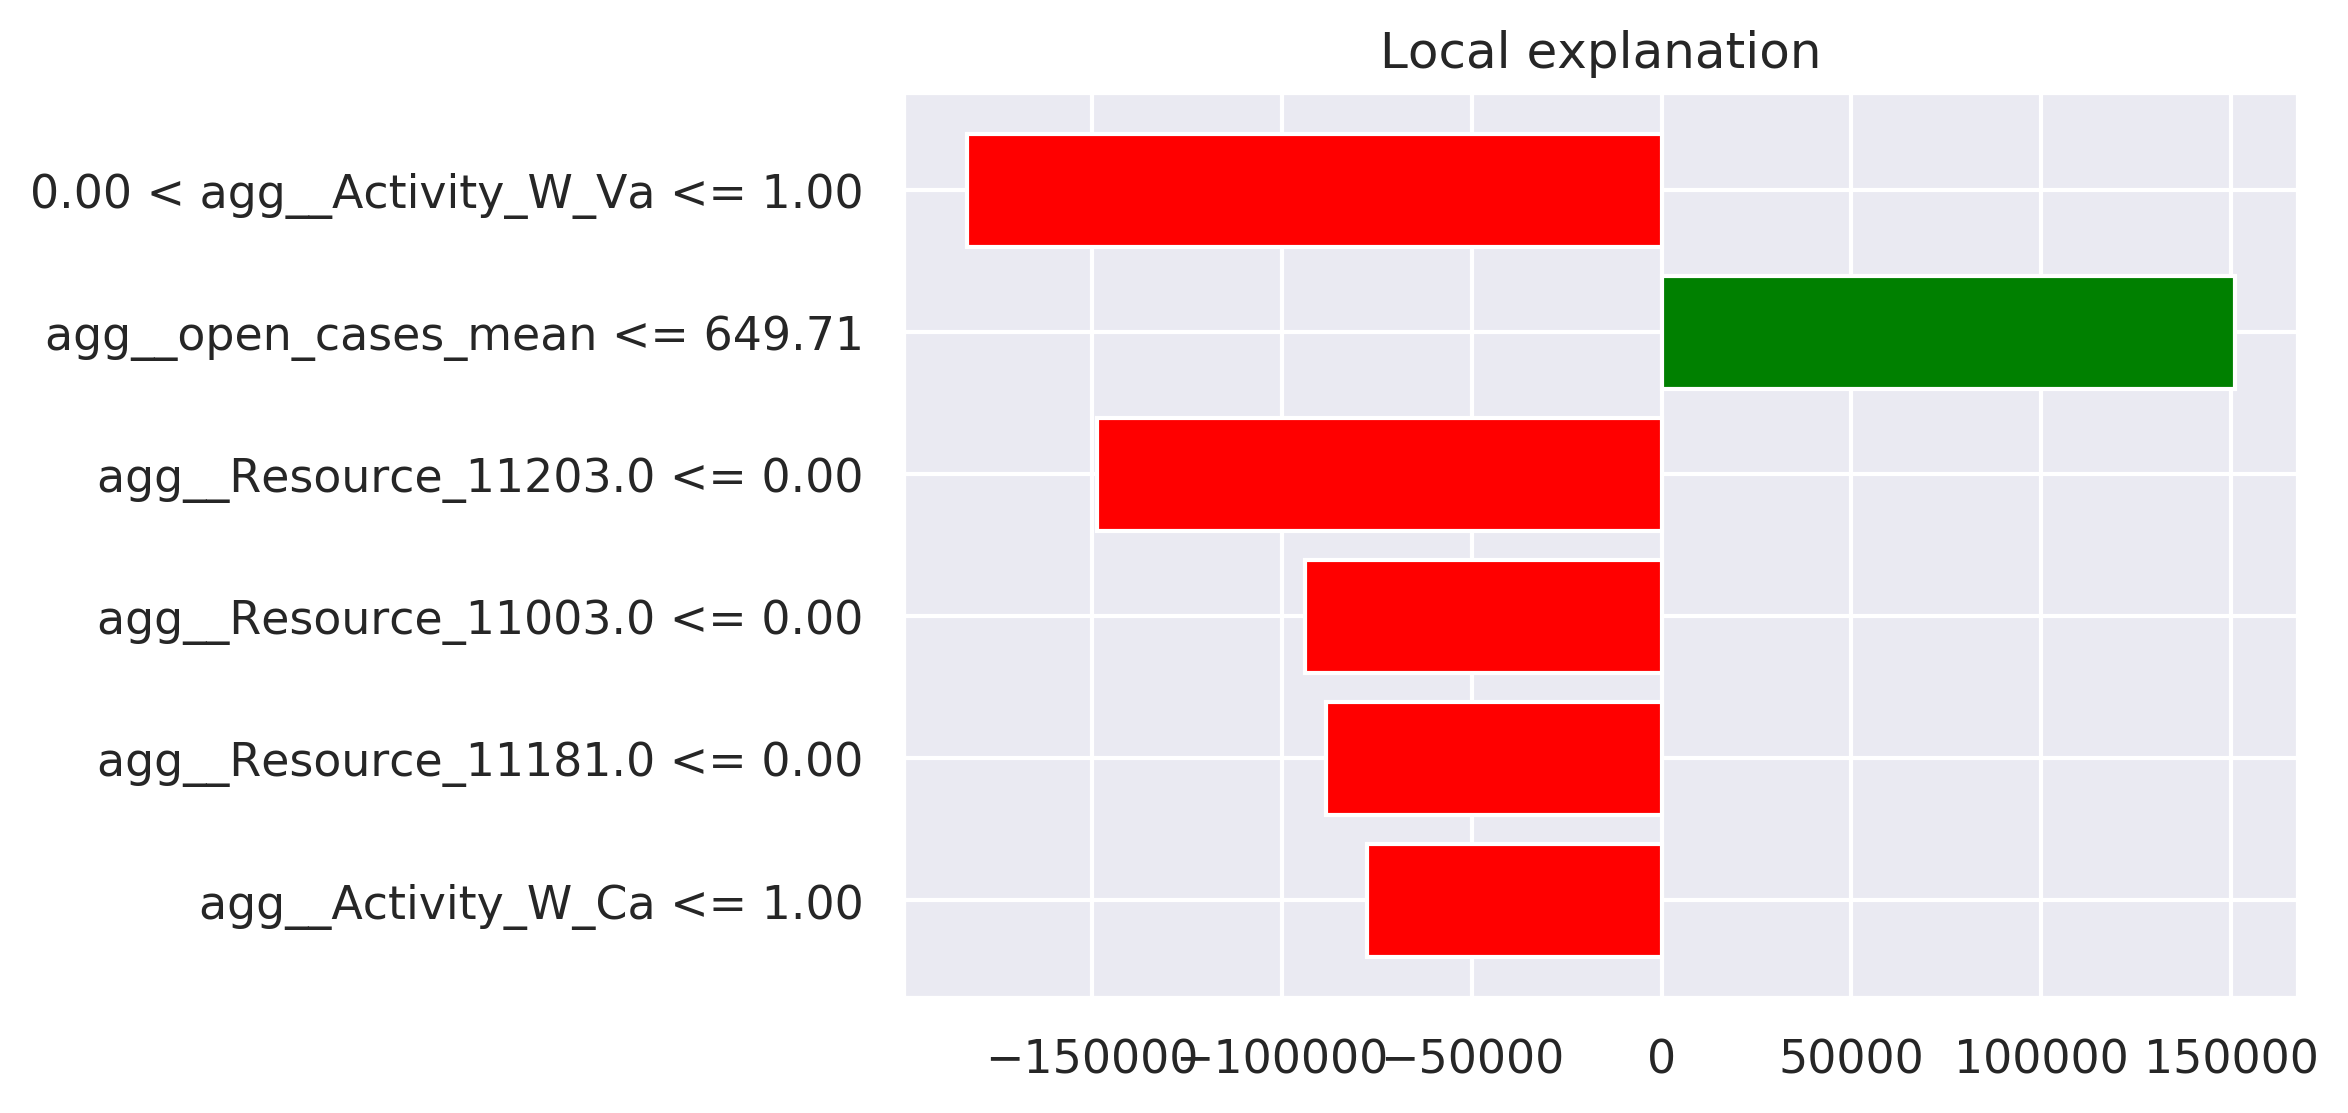 Local explanation
0.00 < agg__Activity_W_Va <= 1.00
agg__open_cases_mean <= 649.71
agg__Resource_11203.0 <= 0.00
agg__Resource_11003.0 <= 0.00
agg__Resource_11181.0 <= 0.00
agg__Activity_W_Ca <= 1.00
−150000 −100000 −50000 0 50000 100000 150000